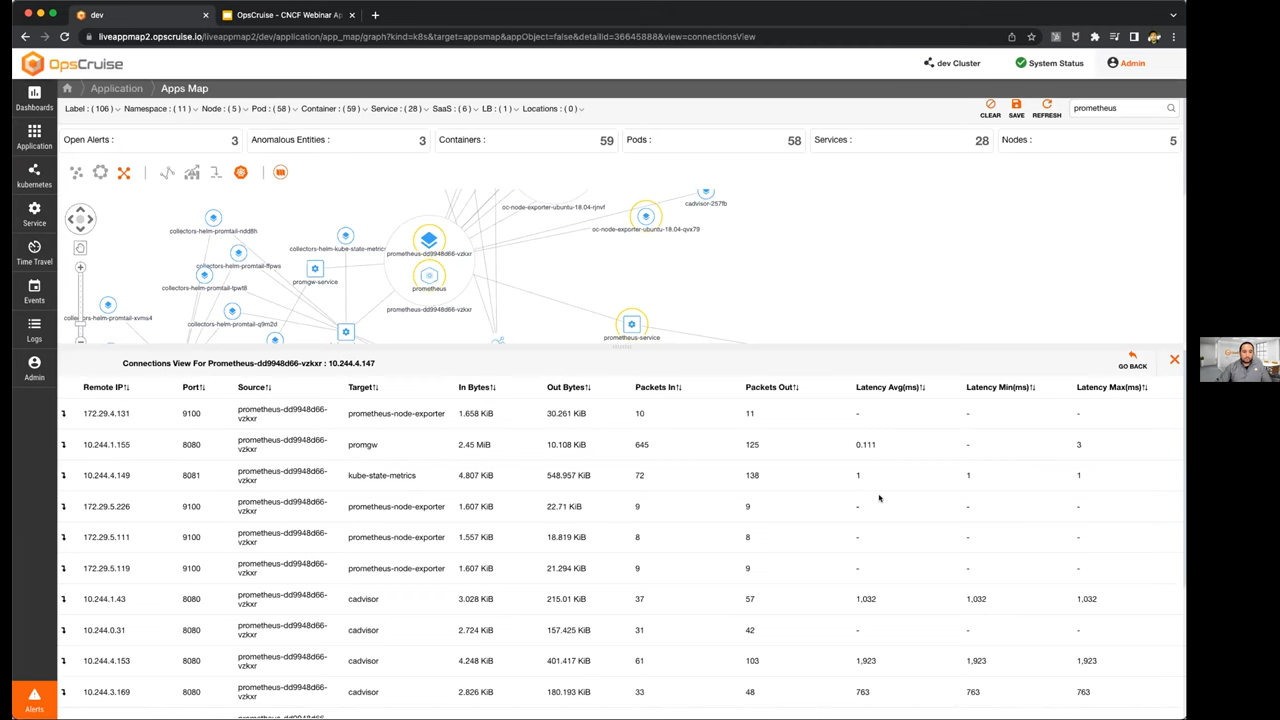 dev
OpsCruise - CNCF Webinar Ap
liveappmap2.opscruise.io/liveappmap2/dev/application/app_map/graph?kind=k8s&target=appsmap&appObject=false&detailId=36645888&view=connectionsView
OpsCruise
dev Cluster
System Status
Admin
Application
Apps Map
Dashboards
Application
kubernetes
Service
Time Travel
Events
Logs
Admin
Alerts
Label : ( 106 ) Namespace : ( 11 ) Node : ( 5 ) Pod : ( 58 ) Container : ( 59 ) Service : ( 28 ) SaaS : ( 6 ) LB : ( 1 ) Locations : ( 0 )
CLEAR
SAVE
REFRESH
prometheus
Open Alerts : 3
Anomalous Entities : 3
Containers : 59
Pods : 58
Services : 28
Nodes : 5
oc-node-exporter-ubuntu-18.04-rjnvf
cadvisor-257fb
oc-node-exporter-ubuntu-18.04-qvx79
collectors-helm-promtail-ndd8h
collectors-helm-kube-state-metrics
prometheus-dd9948d66-vzkxr
collectors-helm-promtail-ffpwa
promgw-service
collectors-helm-promtail-tpwt8
prometheus
prometheus-dd9948d66-vzkxr
collectors-helm-promtail-xvms4
collectors-helm-promtail-q9m2d
prometheus-service
Connections View For Prometheus-dd9948d66-vzkxr : 10.244.4.147
GO BACK
Remote IP Port Source Target In Bytes Out Bytes Packets In Packets Out Latency Avg(ms) Latency Min(ms) Latency Max(ms)
172.29.4.131 9100 prometheus-dd9948d66-vzkxr prometheus-node-exporter 1.658 KiB 30.261 KiB 10 11 - - -
10.244.1.155 8080 prometheus-dd9948d66-vzkxr promgw 2.45 MiB 10.108 KiB 645 125 0.111 - 3
10.244.4.149 8081 prometheus-dd9948d66-vzkxr kube-state-metrics 4.807 KiB 548.957 KiB 72 138 1 1 1
172.29.5.226 9100 prometheus-dd9948d66-vzkxr prometheus-node-exporter 1.607 KiB 22.71 KiB 9 9 - - -
172.29.5.111 9100 prometheus-dd9948d66-vzkxr prometheus-node-exporter 1.557 KiB 18.819 KiB 8 8 - - -
172.29.5.119 9100 prometheus-dd9948d66-vzkxr prometheus-node-exporter 1.607 KiB 21.294 KiB 9 9 - - -
10.244.1.43 8080 prometheus-dd9948d66-vzkxr cadvisor 3.028 KiB 215.01 KiB 37 57 1,032 1,032 1,032
10.244.0.31 8080 prometheus-dd9948d66-vzkxr cadvisor 2.724 KiB 157.425 KiB 31 42 - - -
10.244.4.153 8080 prometheus-dd9948d66-vzkxr cadvisor 4.248 KiB 401.417 KiB 61 103 1,923 1,923 1,923
10.244.3.169 8080 prometheus-dd9948d66-vzkxr cadvisor 2.826 KiB 180.193 KiB 33 48 763 763 763